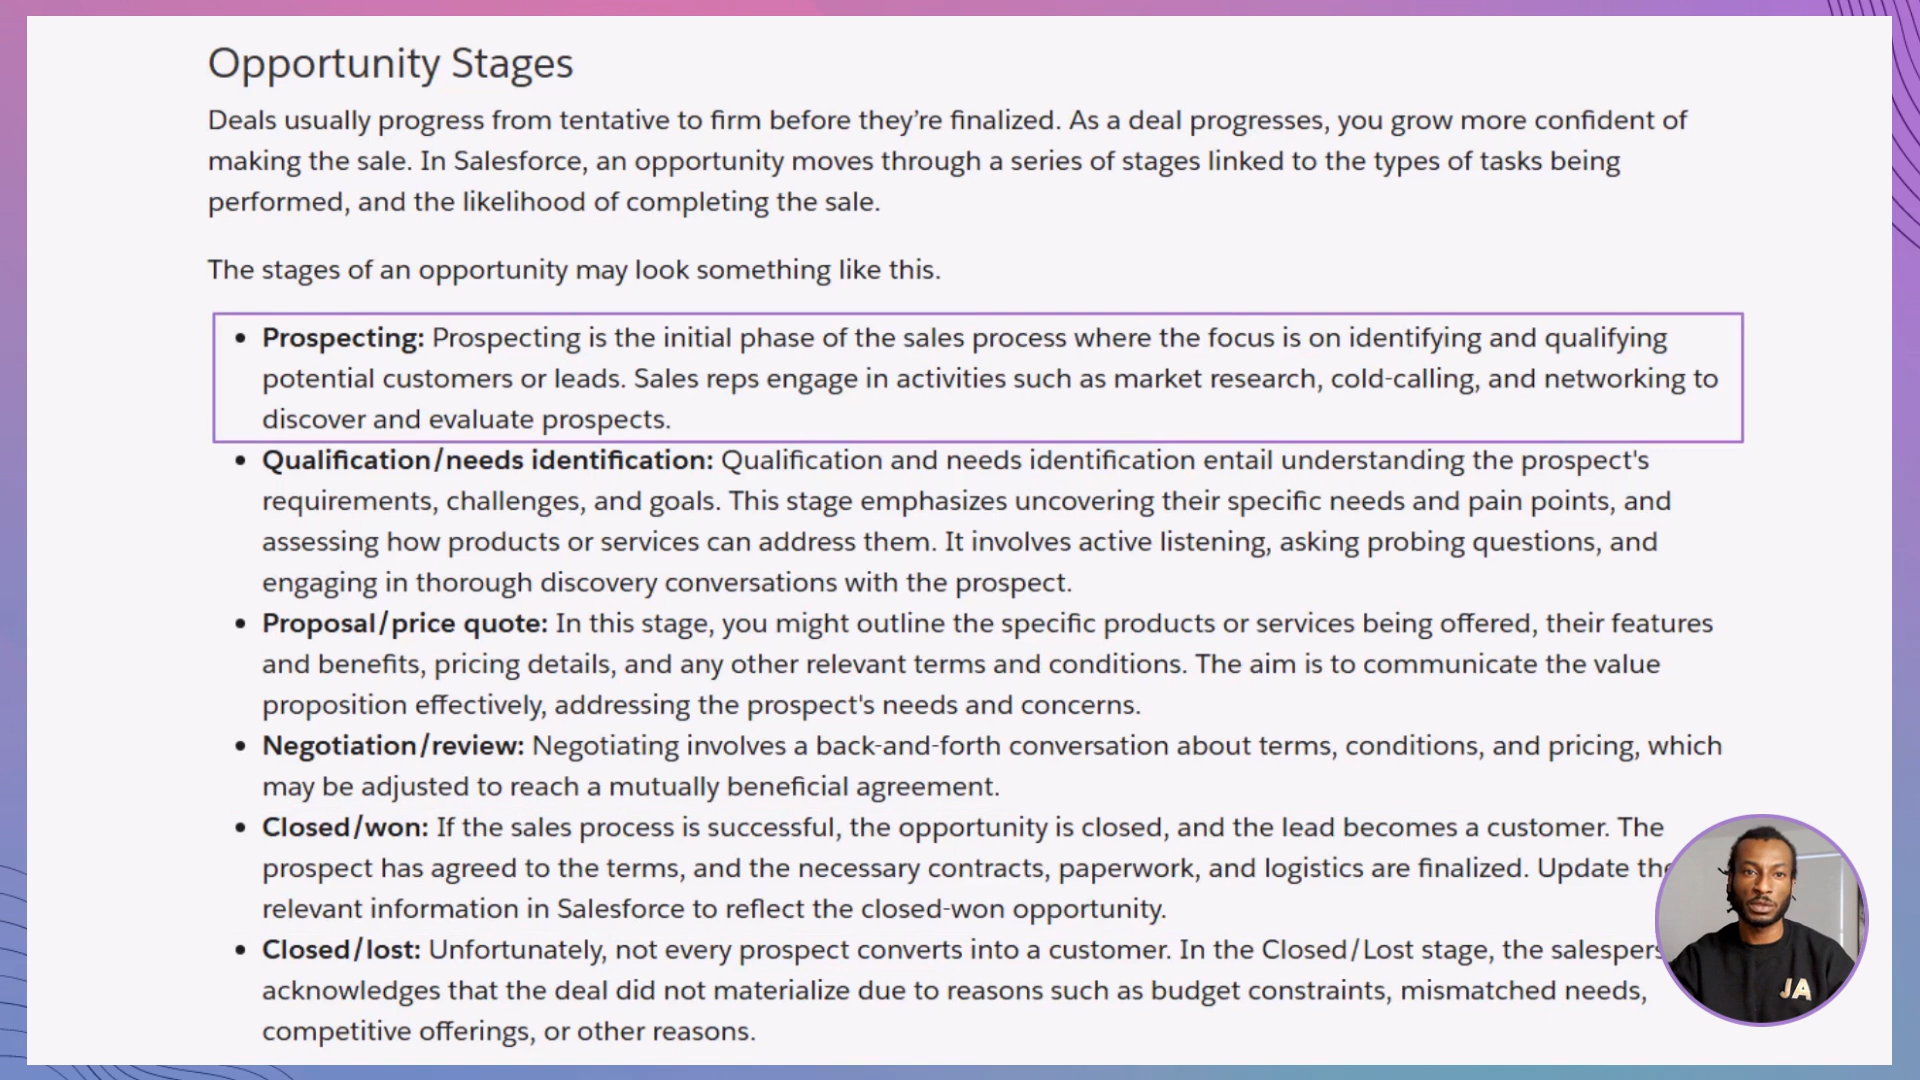 Opportunity Stages
Deals usually progress from tentative to firm before they’re finalized. As a deal progresses, you grow more confident of
making the sale. In Salesforce, an opportunity moves through a series of stages linked to the types of tasks being
performed, and the likelihood of completing the sale.
The stages of an opportunity may look something like this.
• Prospecting: Prospecting is the initial phase of the sales process where the focus is on identifying and qualifying
potential customers or leads. Sales reps engage in activities such as market research, cold-calling, and networking to
discover and evaluate prospects.
• Qualification/needs identification: Qualification and needs identification entail understanding the prospect's
requirements, challenges, and goals. This stage emphasizes uncovering their specific needs and pain points, and
assessing how products or services can address them. It involves active listening, asking probing questions, and
engaging in thorough discovery conversations with the prospect.
• Proposal/price quote: In this stage, you might outline the specific products or services being offered, their features
and benefits, pricing details, and any other relevant terms and conditions. The aim is to communicate the value
proposition effectively, addressing the prospect's needs and concerns.
• Negotiation/review: Negotiating involves a back-and-forth conversation about terms, conditions, and pricing, which
may be adjusted to reach a mutually beneficial agreement.
• Closed/won: If the sales process is successful, the opportunity is closed, and the lead becomes a customer. The
prospect has agreed to the terms, and the necessary contracts, paperwork, and logistics are finalized. Update the
relevant information in Salesforce to reflect the closed-won opportunity.
• Closed/lost: Unfortunately, not every prospect converts into a customer. In the Closed/Lost stage, the
acknowledges that the deal did not materialize due to reasons such as budget constraints, mismatched needs,
competitive offerings, or other reasons.
JA